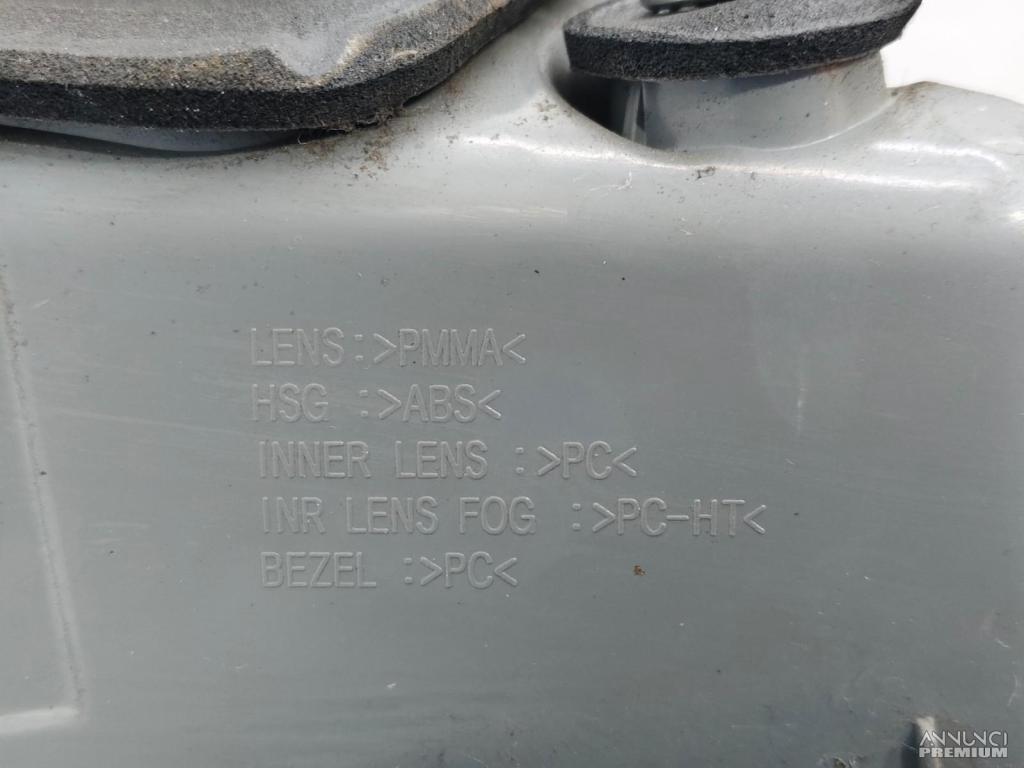 LENS:>PMMA<
HSG :>ABS<
INNER LENS :>PC<
INR LENS FOG :>PC-HT<
BEZEL :>PC<
ANNUNCI
PREMIUM